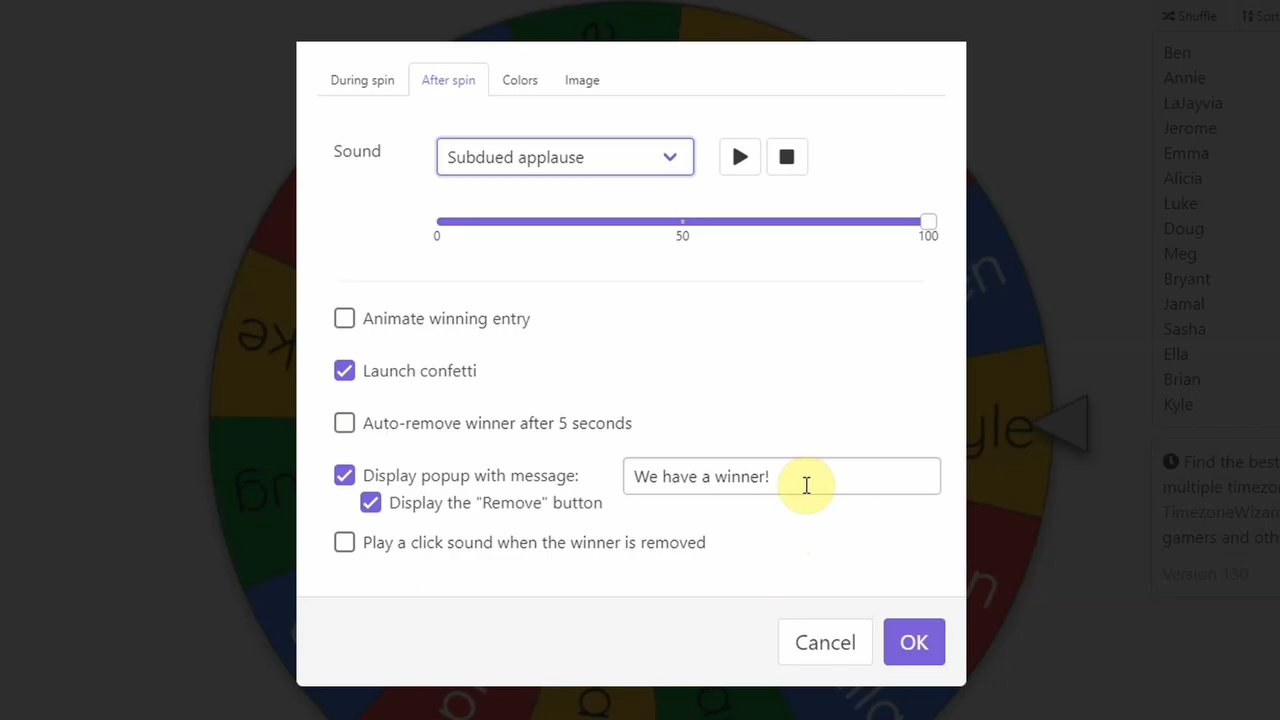 During spin
After spin
Colors
Image
Sound
Subdued applause
0
50
100
Animate winning entry
Launch confetti
Auto-remove winner after 5 seconds
Display popup with message:
We have a winner!
Display the "Remove" button
Play a click sound when the winner is removed
Cancel
OK
Shuffle
Sort
Ben
Annie
LaJayvia
Jerome
Emma
Alicia
Luke
Doug
Meg
Bryant
Jamal
Sasha
Ella
Brian
Kyle
Find the best
multiple timezo
TimezoneWizard
gamers and oth
Version 130
yle